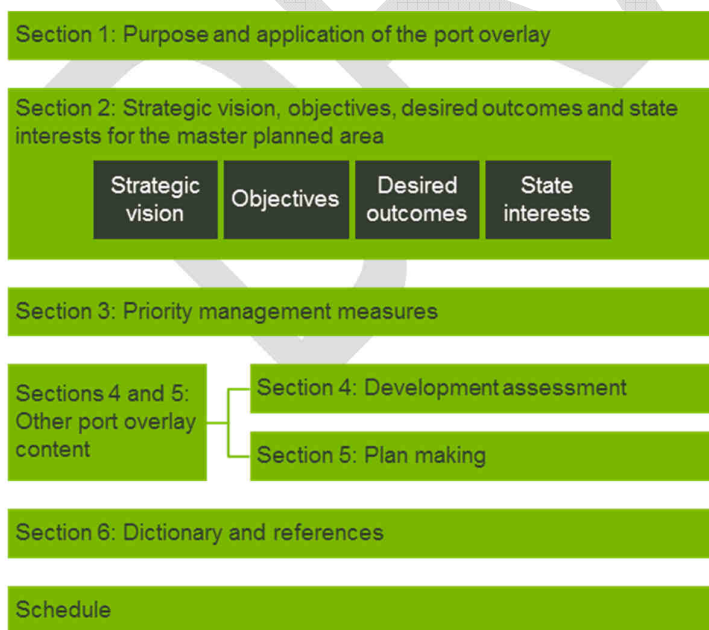 Section 1: Purpose and application of the port overlay
Section 2: Strategic vision, objectives, desired outcomes and state
interests for the master planned area
Strategic
vision
Objectives
Desired
outcomes
State
interests
Section 3: Priority management measures
Sections 4 and 5:
Other port overlay
content
Section 4: Development assessment
Section 5: Plan making
Section 6: Dictionary and references
Schedule